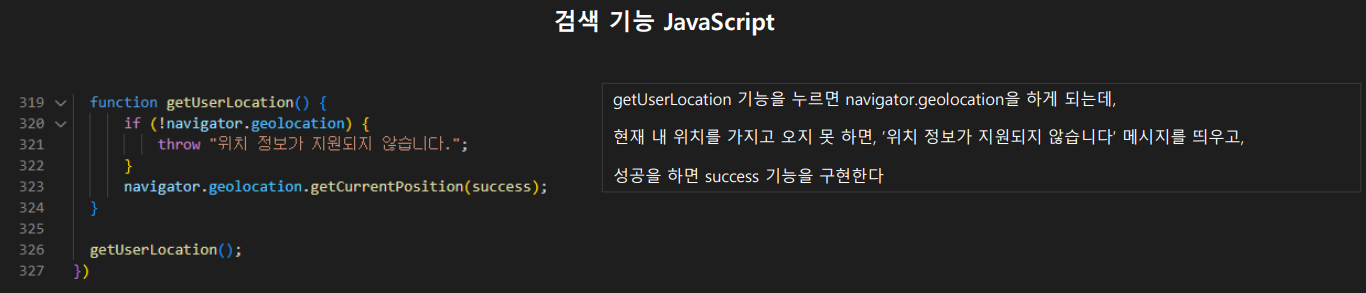 검색 기능 JavaScript
319 function getUserLocation() {
320 if (!navigator.geolocation) {
321 throw "위치 정보가 지원되지 않습니다.";
322 }
323 navigator.geolocation.getCurrentPosition(success);
324 }
325
326 getUserLocation();
327 })
getUserLocation 기능을 누르면 navigator.geolocation을 하게 되는데,
현재 내 위치를 가지고 오지 못 하면, '위치 정보가 지원되지 않습니다' 메시지를 띄우고,
성공을 하면 success 기능을 구현한다